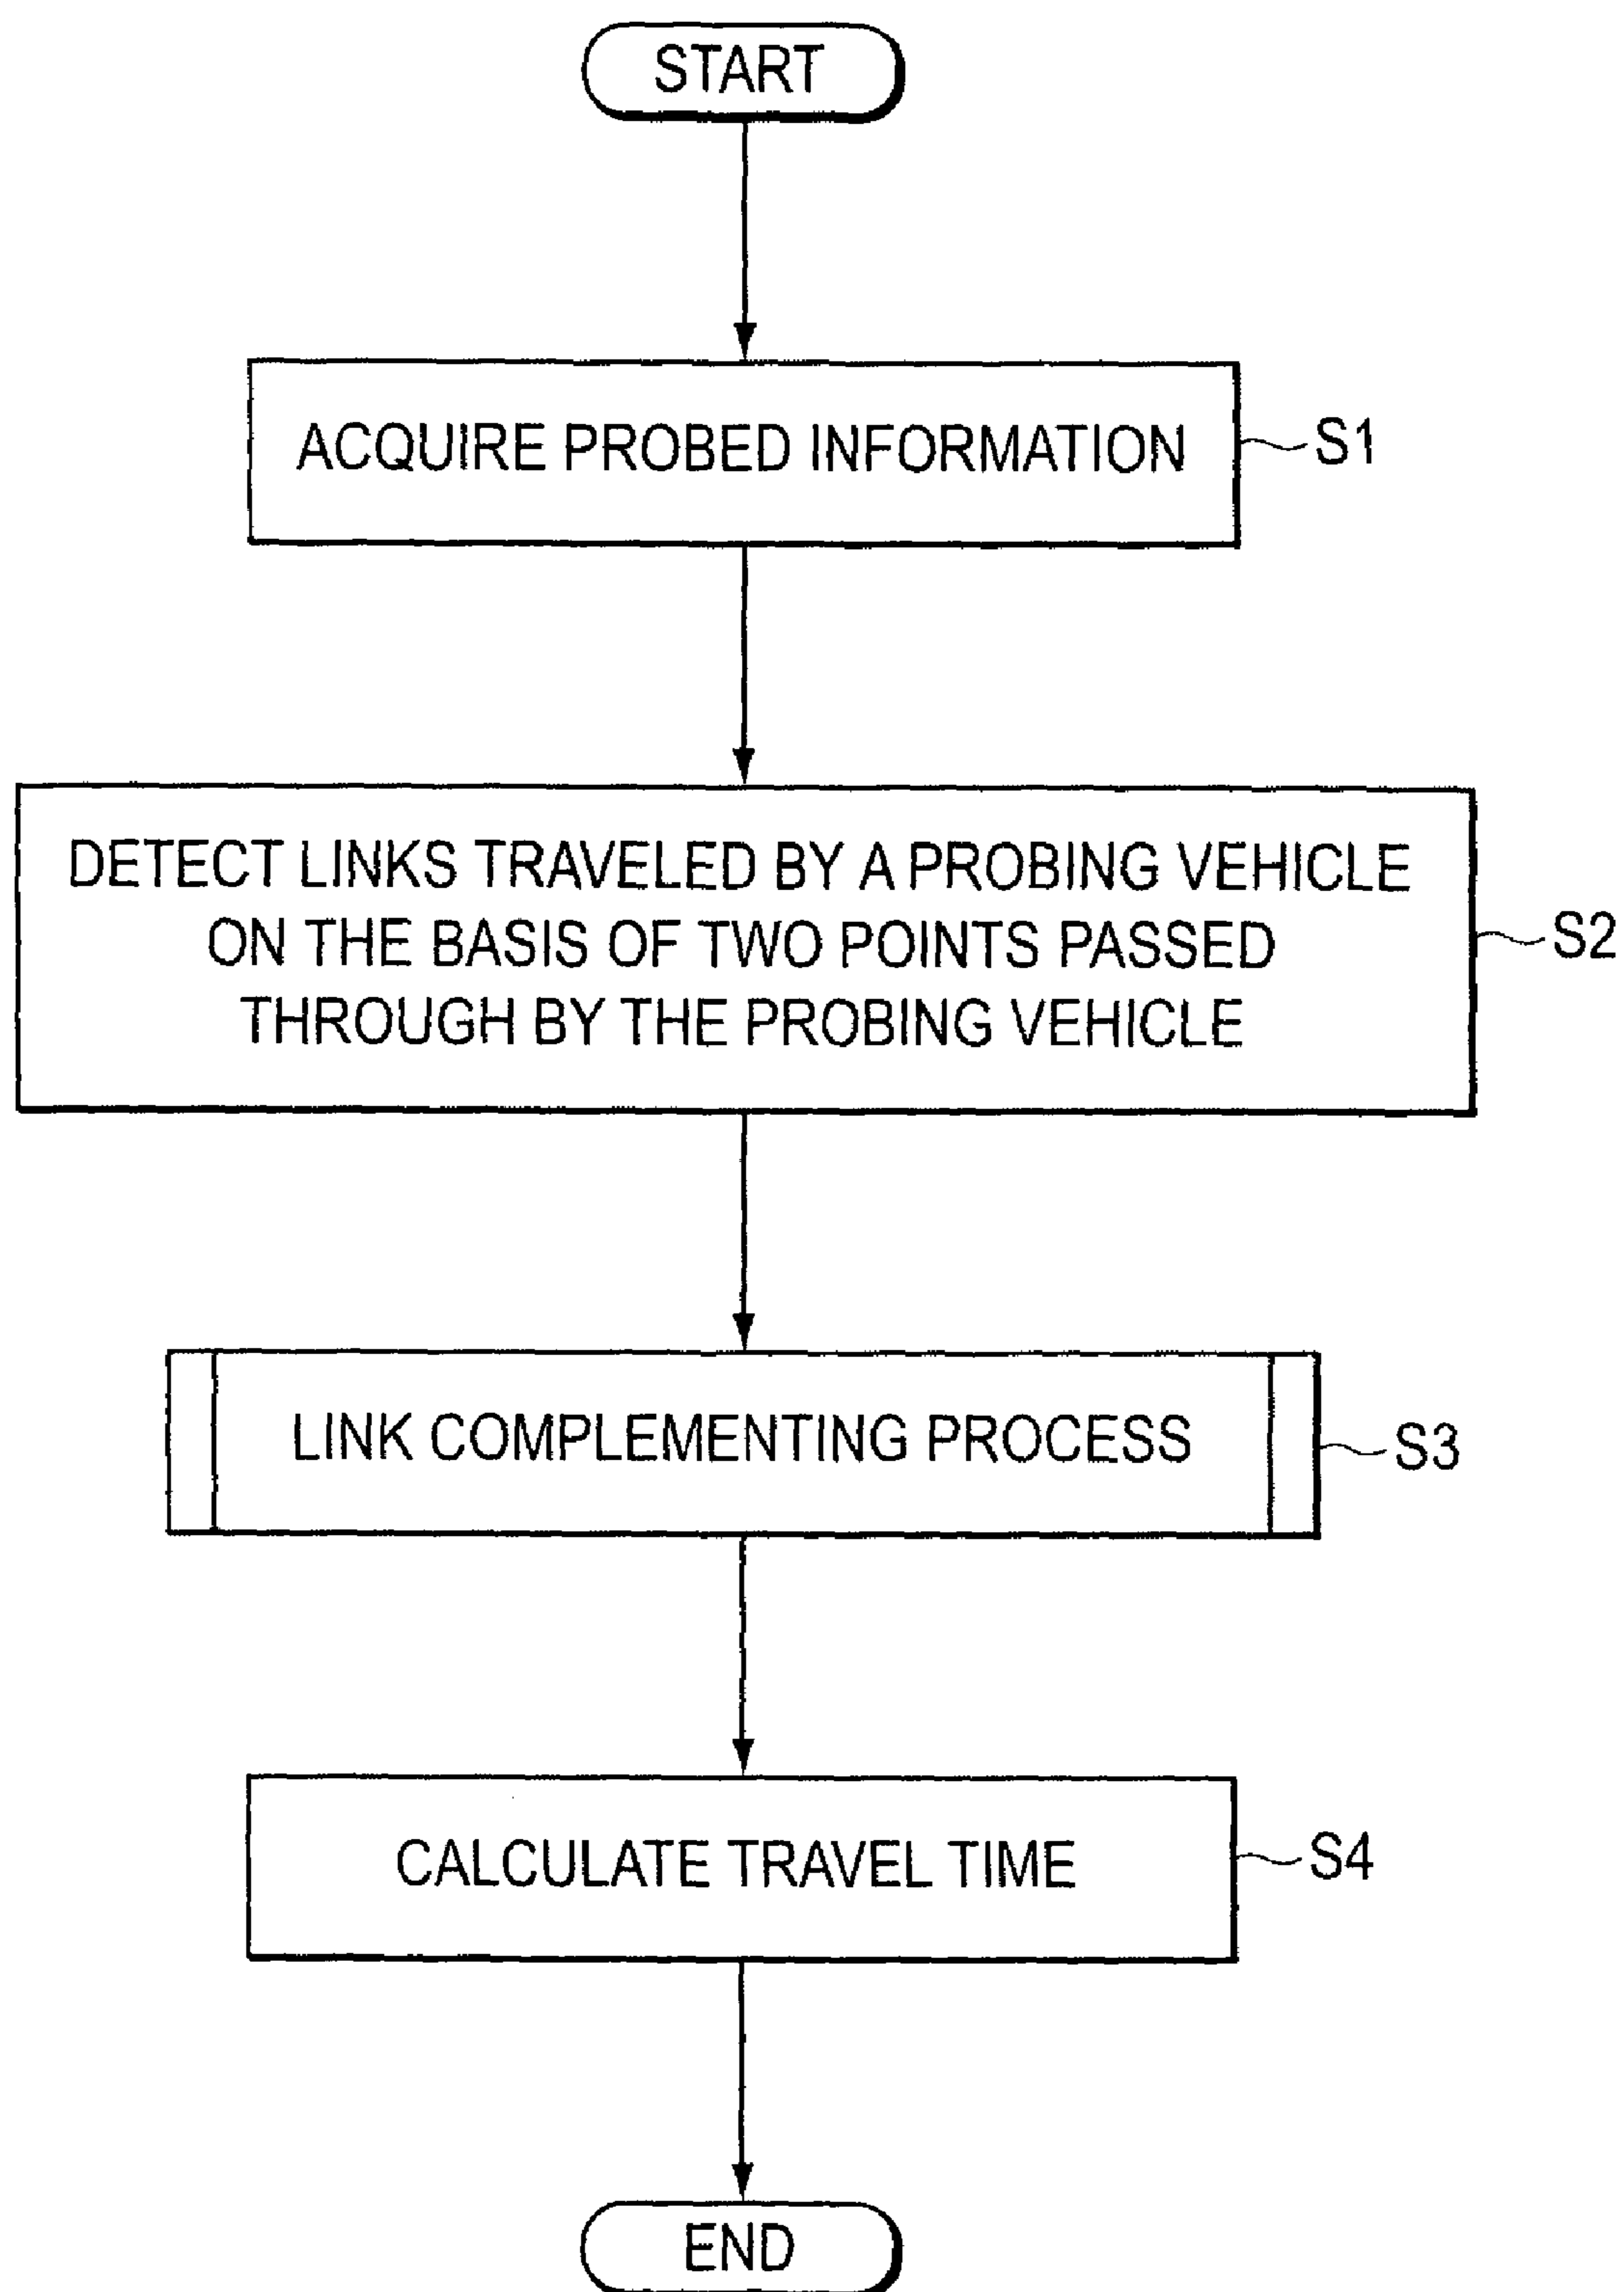 START
ACQUIRE PROBED INFORMATION
S1
DETECT LINKS TRAVELED BY A PROBING VEHICLE
ON THE BASIS OF TWO POINTS PASSED
THROUGH BY THE PROBING VEHICLE
S2
LINK COMPLEMENTING PROCESS
S3
CALCULATE TRAVEL TIME
S4
END